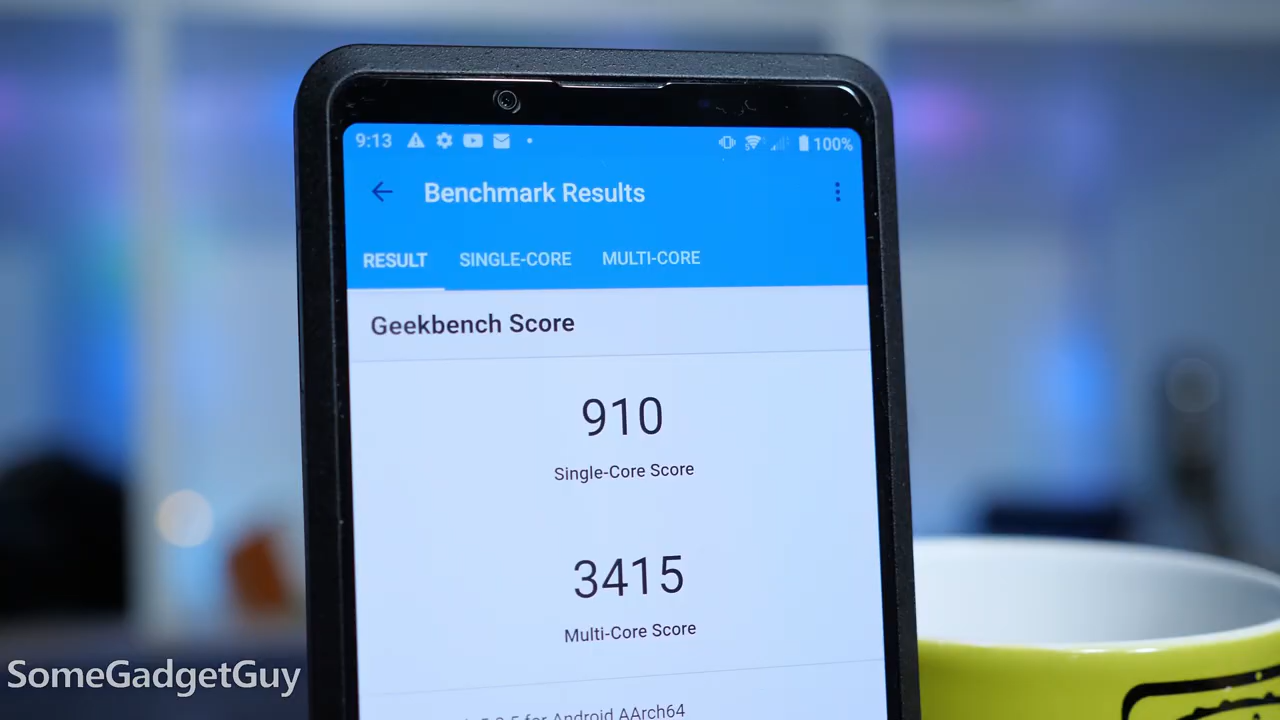 9:13 100%
Benchmark Results
RESULT SINGLE-CORE MULTI-CORE
Geekbench Score
910
Single-Core Score
3415
Multi-Core Score
for Android AArch64
SomeGadgetGuy